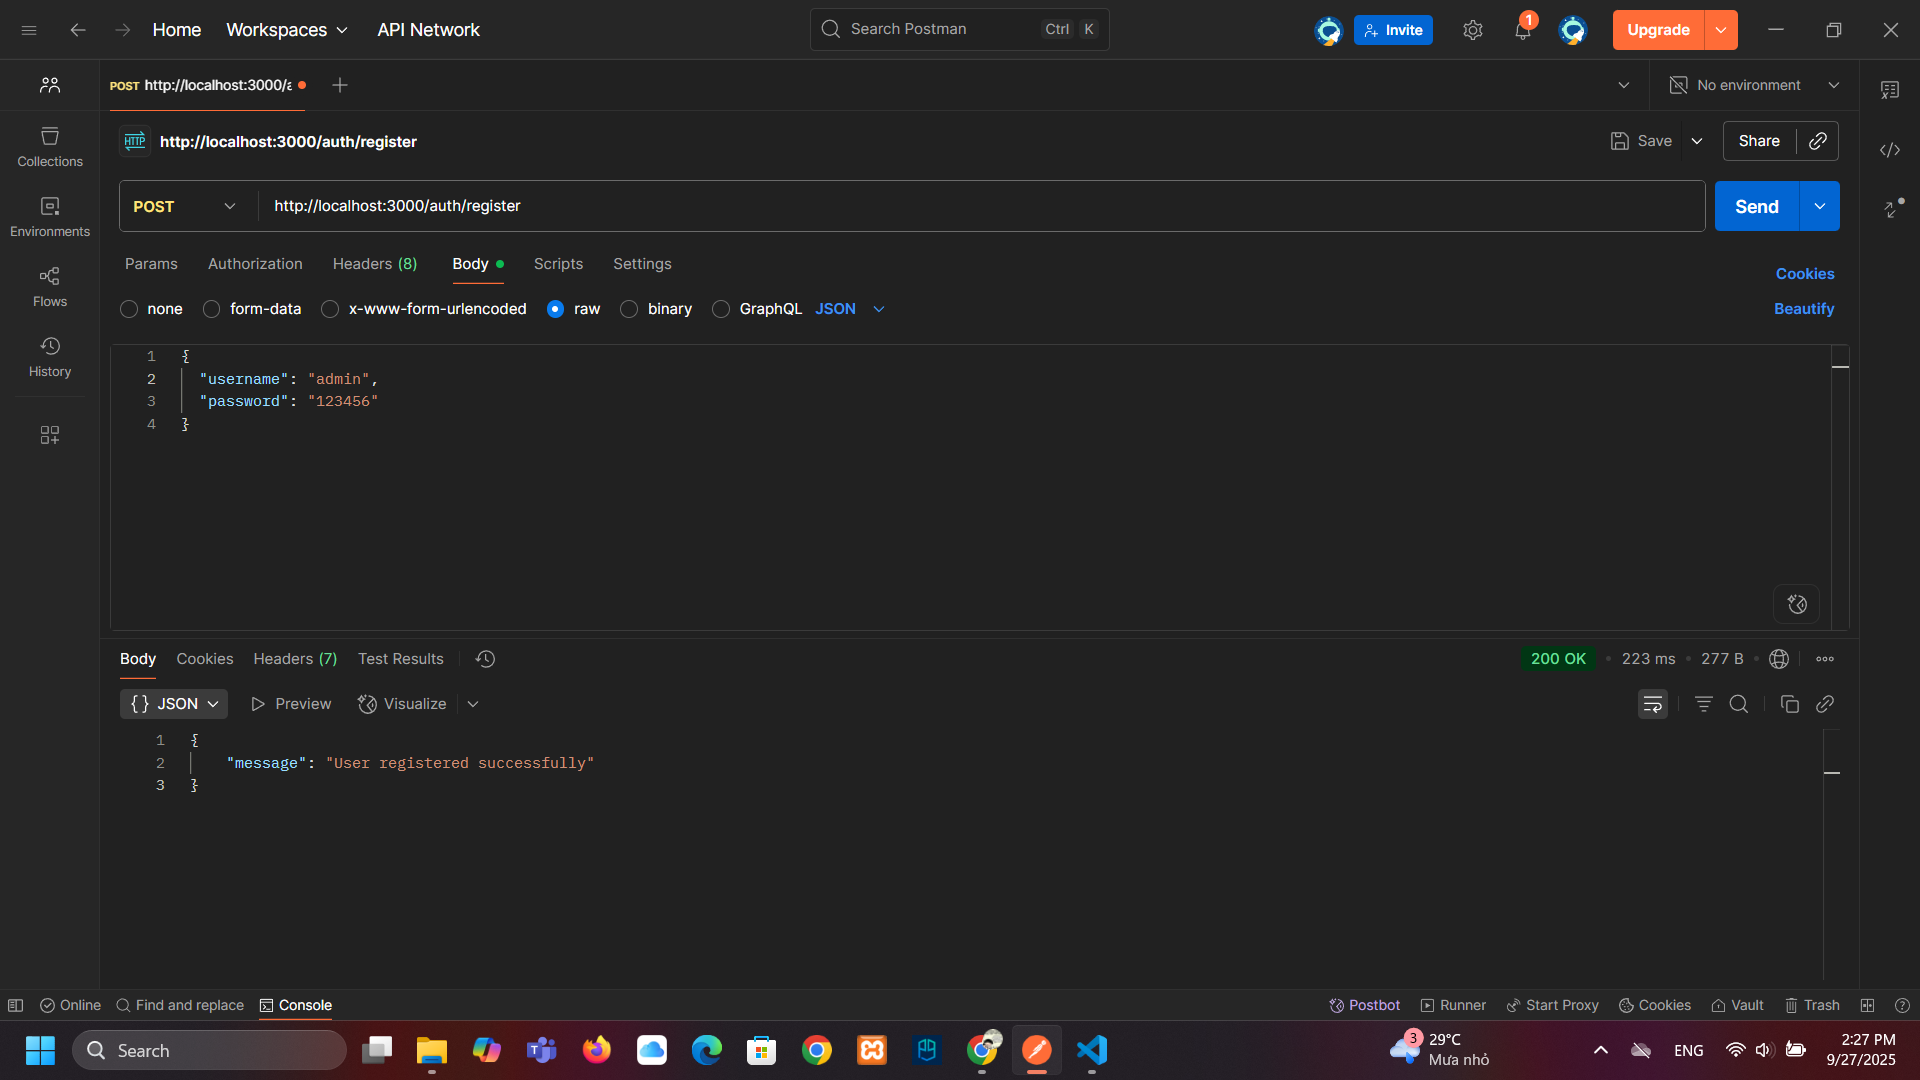 Home Workspaces API Network Search Postman Ctrl K Invite 1 Upgrade
POST http://localhost:3000/a No environment
HTTP http://localhost:3000/auth/register Save Share
POST http://localhost:3000/auth/register Send
Params Authorization Headers (8) Body Scripts Settings Cookies
none form-data x-www-form-urlencoded raw binary GraphQL JSON Beautify
Collections
Environments
Flows
History
1 {
2 "username": "admin",
3 "password": "123456"
4 }
Body Cookies Headers (7) Test Results 200 OK 223 ms 277 B
{} JSON Preview Visualize
1 {
2 "message": "User registered successfully"
3 }
Online Find and replace Console Postbot Runner Start Proxy Cookies Vault Trash
Search 3 29°C ENG 2:27 PM
Mưa nhỏ 9/27/2025